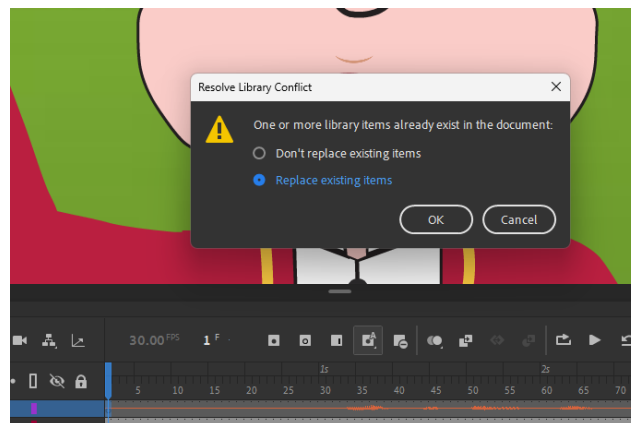 Resolve Library Conflict
One or more library items already exist in the document:
Don't replace existing items
Replace existing items
OK
Cancel
30.00 FPS
1 F
A
1s
2s
5 10 15 20 25 30 35 40 45 50 55 60 65 70